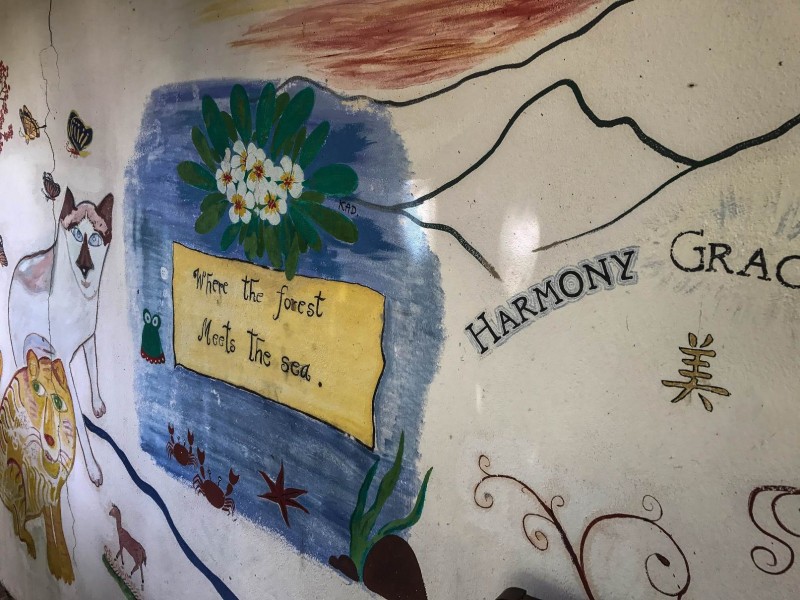 KAD.
Where the forest
Meets the sea.
HARMONY
GRAC
美